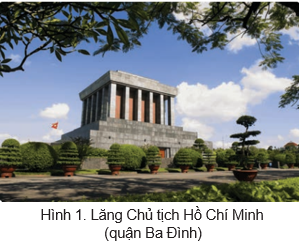 Hình 1. Lăng Chủ tịch Hồ Chí Minh
(quận Ba Đình)